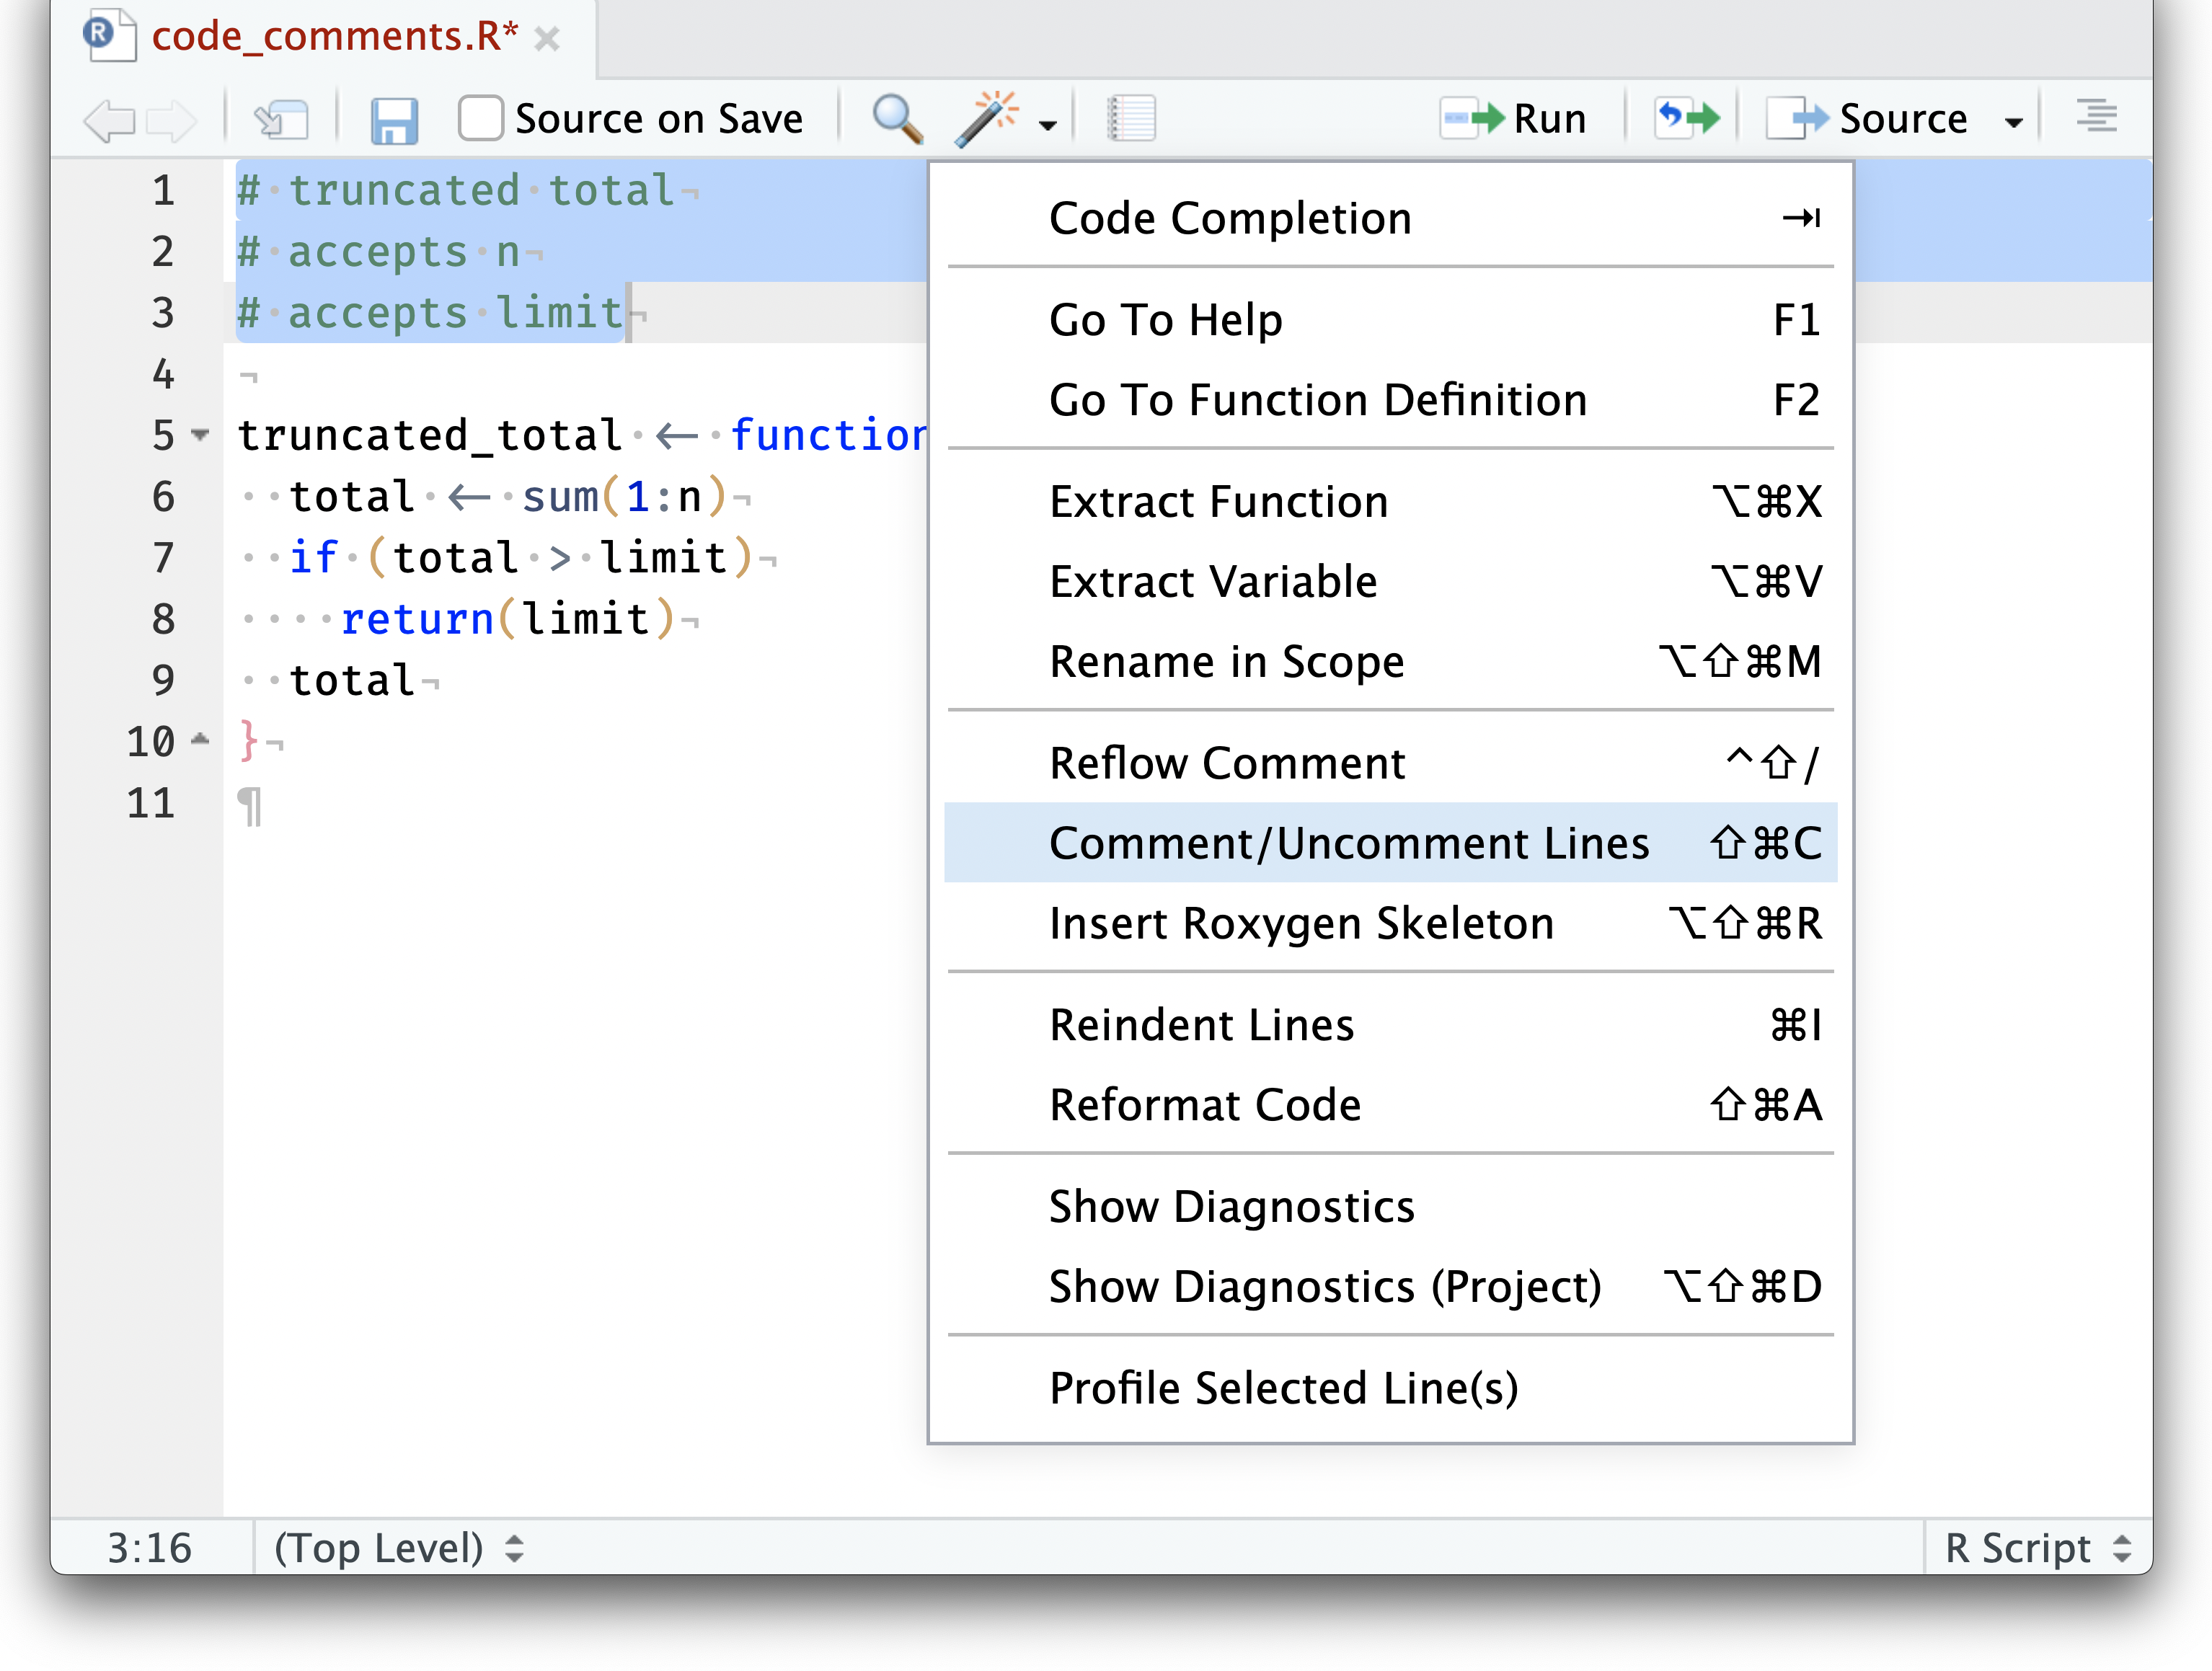 code_comments.R*
Source on Save
Run
Source
1 # truncated total
2 # accepts n
3 # accepts limit
4
5 truncated_total <- function
6   total <- sum(1:n)
7   if (total > limit)
8     return(limit)
9   total
10 }
11
Code Completion ⇥
Go To Help F1
Go To Function Definition F2
Extract Function ⌥⌘X
Extract Variable ⌥⌘V
Rename in Scope ⌥⇧⌘M
Reflow Comment ^⇧/
Comment/Uncomment Lines ⇧⌘C
Insert Roxygen Skeleton ⌥⇧⌘R
Reindent Lines ⌘I
Reformat Code ⇧⌘A
Show Diagnostics
Show Diagnostics (Project) ⌥⇧⌘D
Profile Selected Line(s)
3:16 (Top Level) R Script